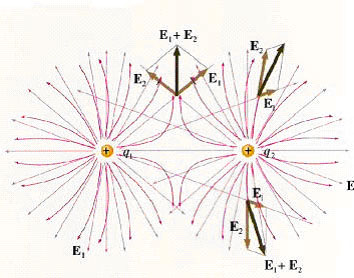 E₁ + E₂
E₂
E₂
E₁
E₁
+ q₁
+ q₂
E
E₁
E₂
E₁
E₁ + E₂